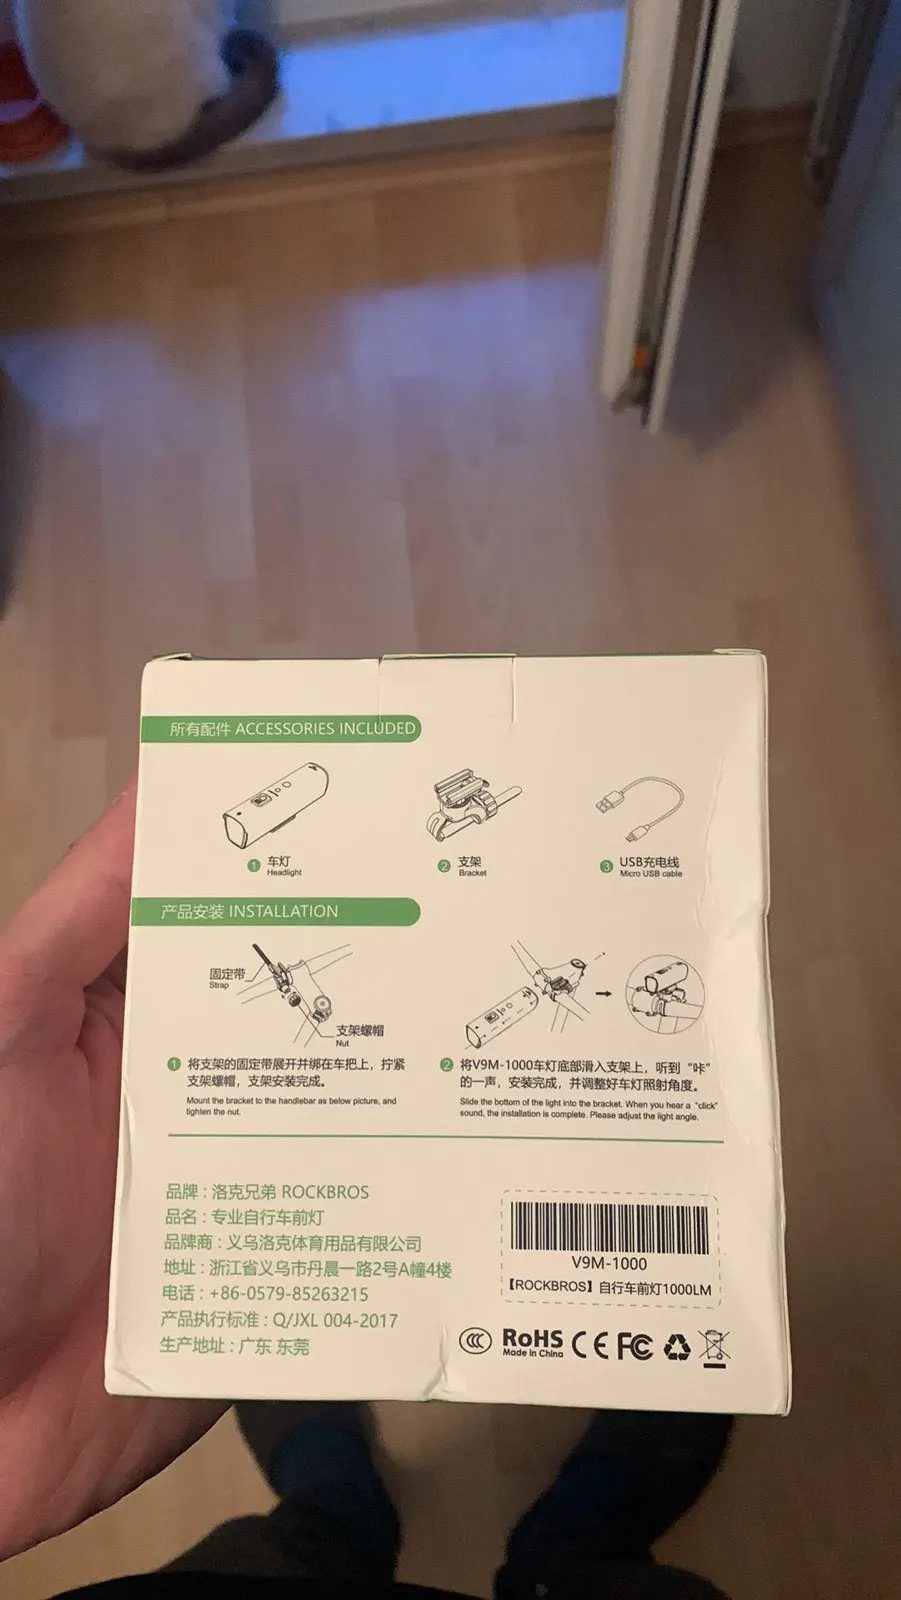 所有配件 ACCESSORIES INCLUDED
1 车灯
Headlight
2 支架
Bracket
3 USB充电线
Micro USB cable
产品安装 INSTALLATION
固定带
Strap
支架螺帽
Nut
1 将支架的固定带展开并绑在车把上，拧紧
支架螺帽，支架安装完成。
Mount the bracket to the handlebar as below picture, and
tighten the nut.
2 将V9M-1000车灯底部滑入支架上，听到“咔”
的一声，安装完成，并调整好车灯照射角度。
Slide the bottom of the light into the bracket. When you hear a "click"
sound, the installation is complete. Please adjust the light angle.
品牌：洛克兄弟 ROCKBROS
品名：专业自行车前灯
品牌商：义乌洛克体育用品有限公司
地址：浙江省义乌市丹晨一路2号A幢4楼
电话：+86-0579-85263215
产品执行标准：Q/JXL 004-2017
生产地址：广东 东莞
V9M-1000
【ROCKBROS】自行车前灯1000LM
CCC RoHS CE FC
Made in China